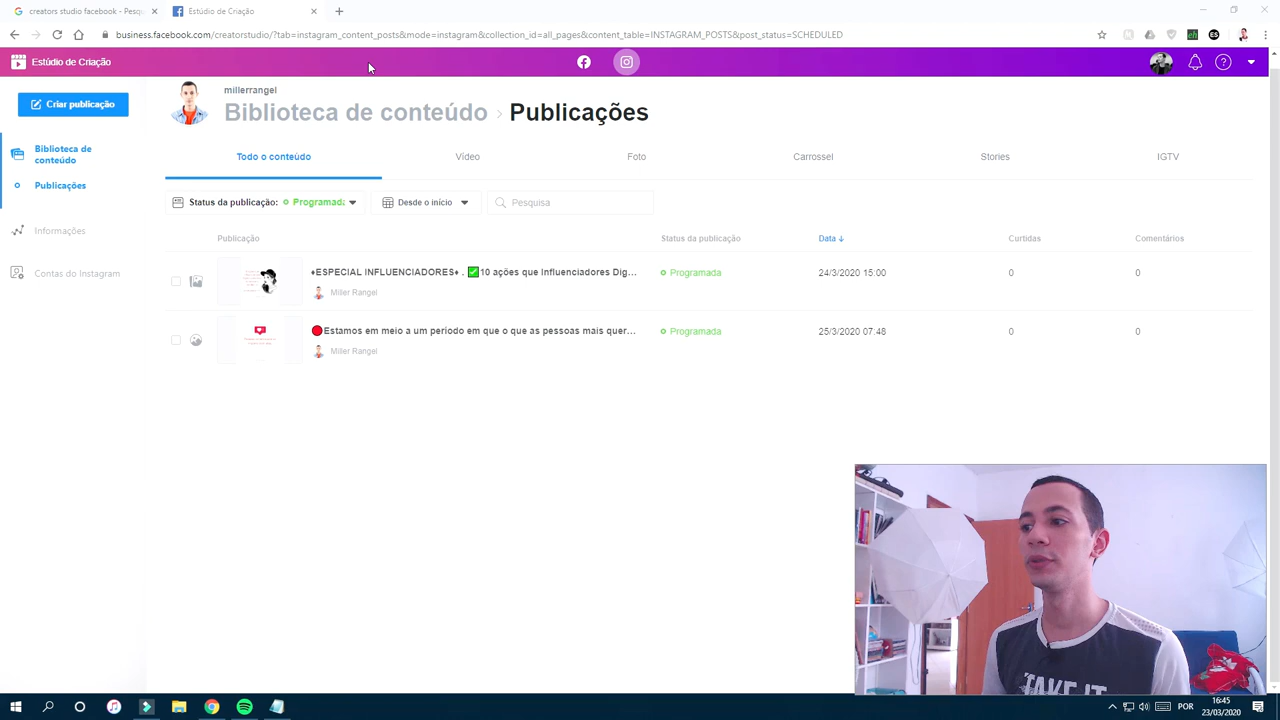 creators studio facebook - Pesqu
Estúdio de Criação
business.facebook.com/creatorstudio/?tab=instagram_content_posts&mode=instagram&collection_id=all_pages&content_table=INSTAGRAM_POSTS&post_status=SCHEDULED
Estúdio de Criação
millerrangel
Criar publicação
Biblioteca de conteúdo > Publicações
Biblioteca de
conteúdo
Publicações
Informações
Contas do Instagram
Todo o conteúdo Vídeo Foto Carrossel Stories IGTV
Status da publicação: Programada Desde o início Pesquisa
Publicação Status da publicação Data ↓ Curtidas Comentários
♦ESPECIAL INFLUENCIADORES♦ . ✅10 ações que Influenciadores Dig... Programada 24/3/2020 15:00 0 0
Miller Rangel
🔴Estamos em meio a um período em que o que as pessoas mais quer... Programada 25/3/2020 07:48 0 0
Miller Rangel
TAKE IT
POR
16:45
23/03/2020